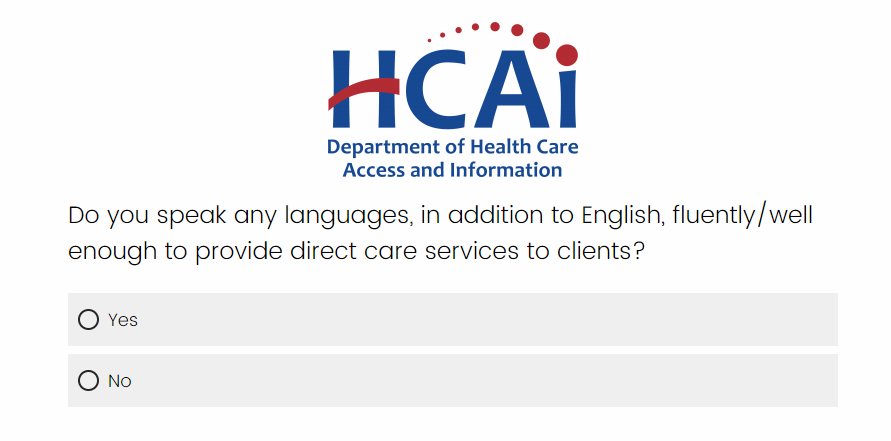 HCAi
Department of Health Care
Access and Information
Do you speak any languages, in addition to English, fluently/well
enough to provide direct care services to clients?
Yes
No